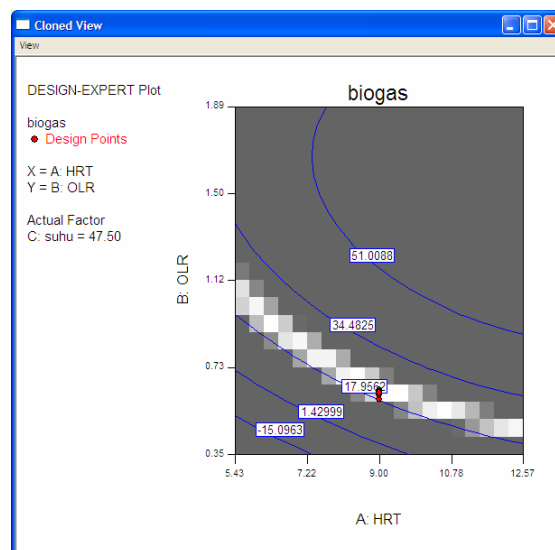 Cloned View
View
DESIGN-EXPERT Plot
biogas
Design Points
X = A: HRT
Y = B: OLR
Actual Factor
C: suhu = 47.50
biogas
1.89
1.50
1.12
0.73
0.35
B: OLR
51.0088
34.4825
17.9562
1.42999
-15.0963
5.43
7.22
9.00
10.78
12.57
A: HRT